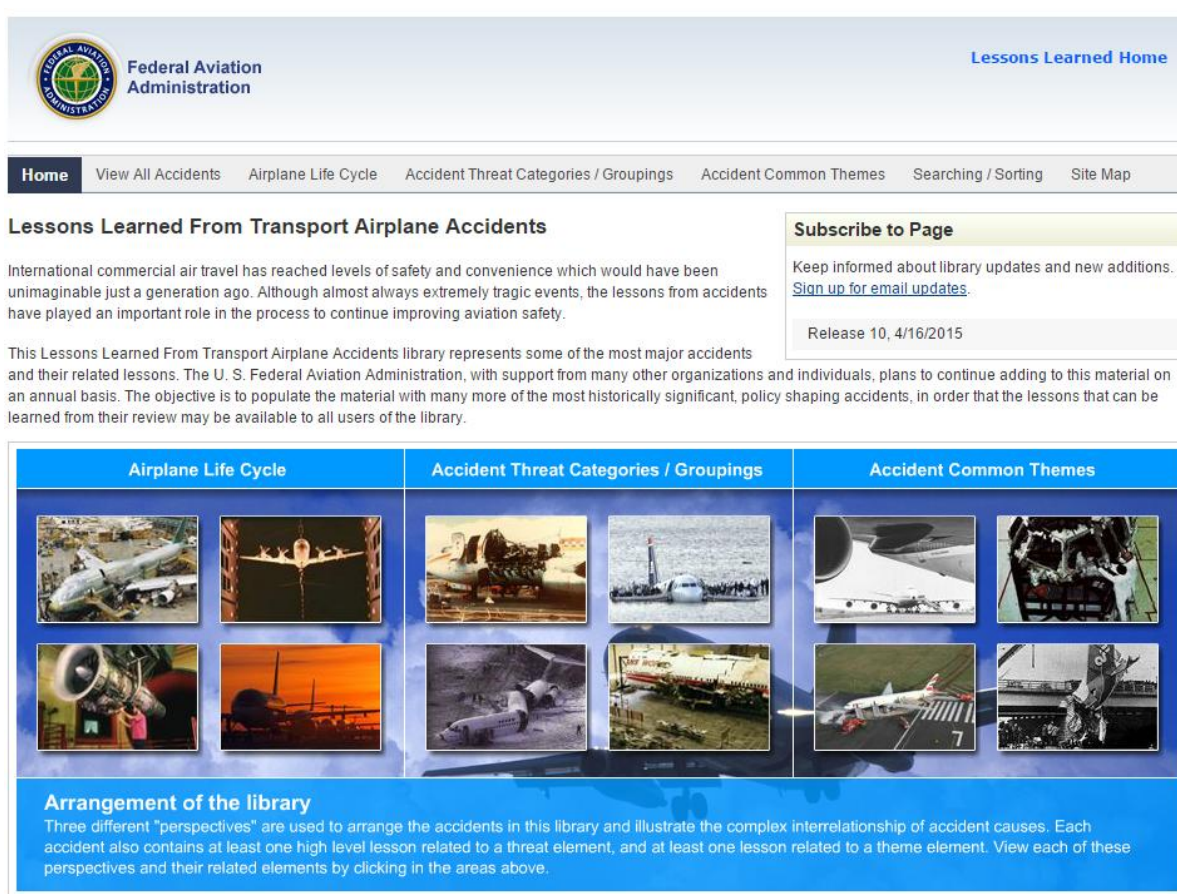 FEDERAL AVIATION
ADMINISTRATION
Federal Aviation
Administration
Lessons Learned Home
Home View All Accidents Airplane Life Cycle Accident Threat Categories / Groupings Accident Common Themes Searching / Sorting Site Map
Lessons Learned From Transport Airplane Accidents
International commercial air travel has reached levels of safety and convenience which would have been
unimaginable just a generation ago. Although almost always extremely tragic events, the lessons from accidents
have played an important role in the process to continue improving aviation safety.
Subscribe to Page
Keep informed about library updates and new additions.
Sign up for email updates.
Release 10, 4/16/2015
This Lessons Learned From Transport Airplane Accidents library represents some of the most major accidents
and their related lessons. The U. S. Federal Aviation Administration, with support from many other organizations and individuals, plans to continue adding to this material on
an annual basis. The objective is to populate the material with many more of the most historically significant, policy shaping accidents, in order that the lessons that can be
learned from their review may be available to all users of the library.
Airplane Life Cycle Accident Threat Categories / Groupings Accident Common Themes
7
Arrangement of the library
Three different "perspectives" are used to arrange the accidents in this library and illustrate the complex interrelationship of accident causes. Each
accident also contains at least one high level lesson related to a threat element, and at least one lesson related to a theme element. View each of these
perspectives and their related elements by clicking in the areas above.